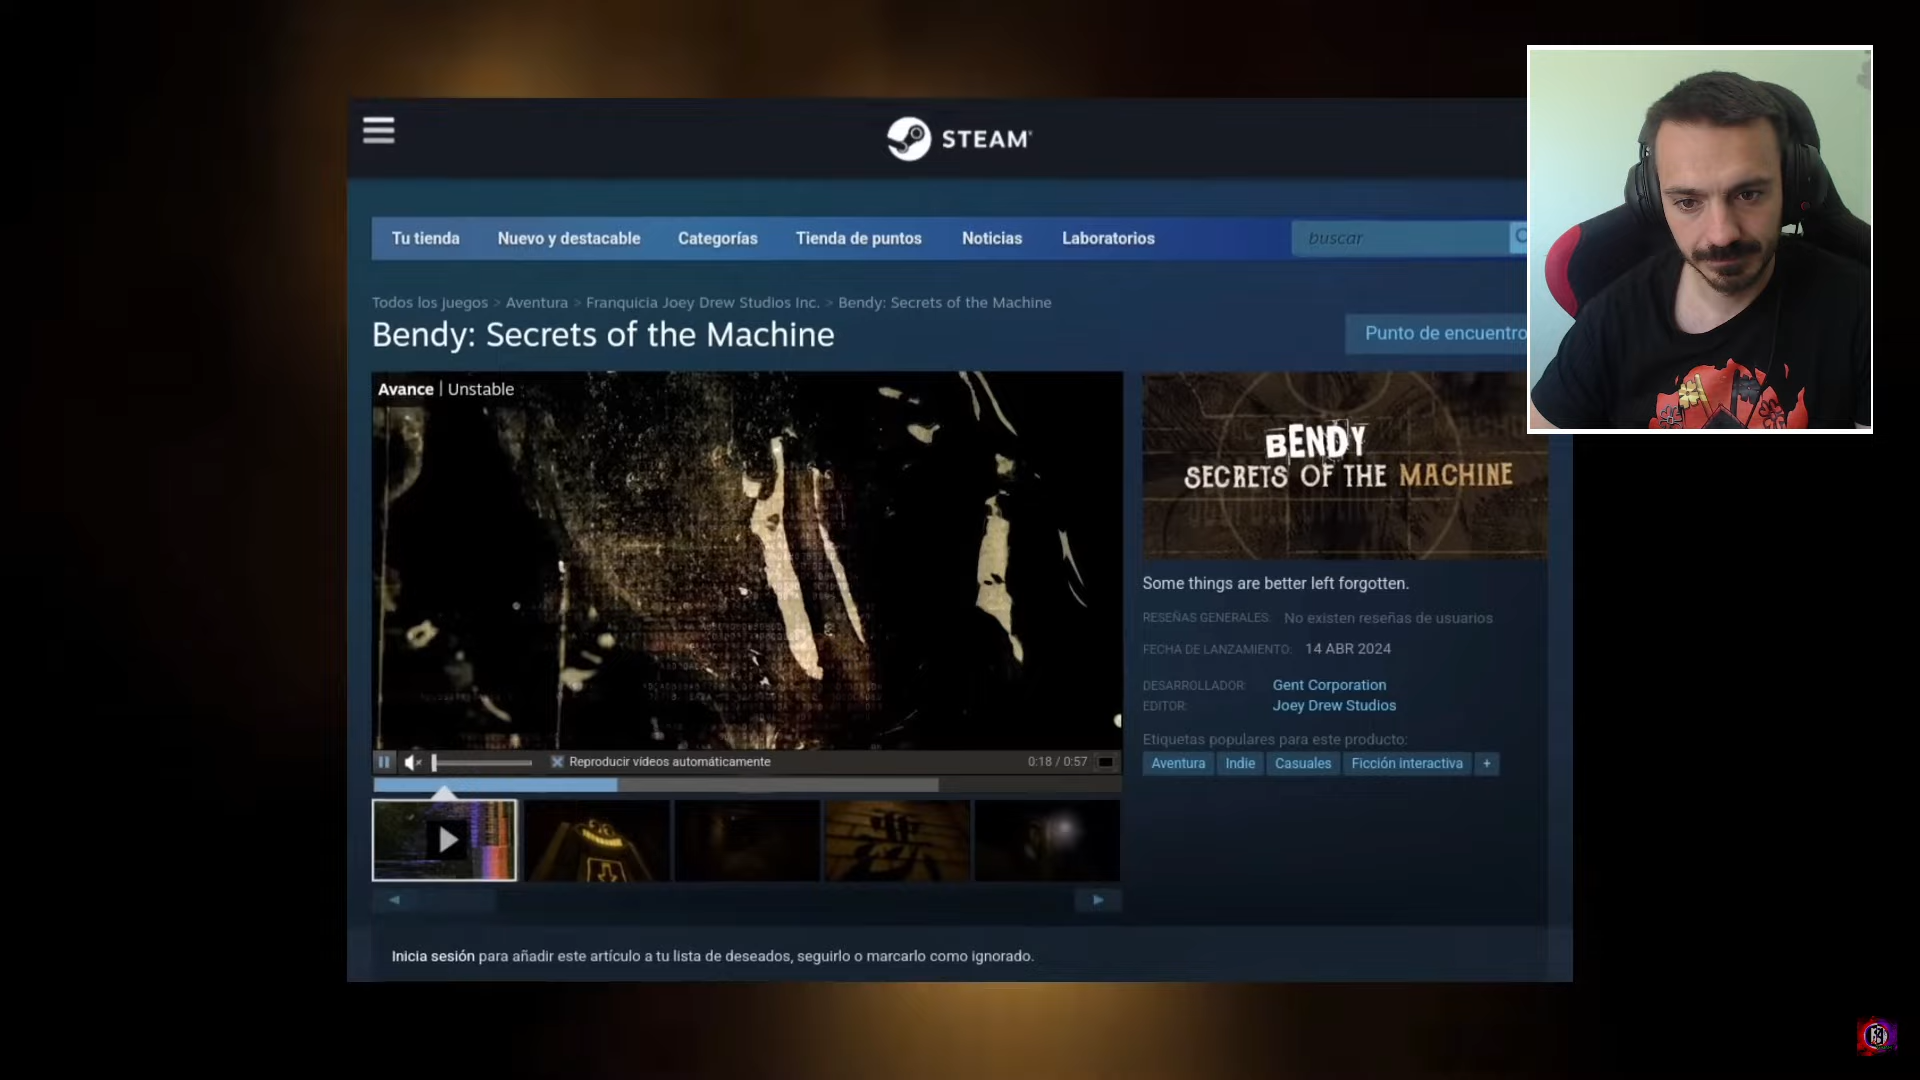 STEAM
Tu tienda
Nuevo y destacable
Categorías
Tienda de puntos
Noticias
Laboratorios
buscar
Todos los juegos > Aventura > Franquicia Joey Drew Studios Inc. > Bendy: Secrets of the Machine
Bendy: Secrets of the Machine
Punto de encuentro
Avance | Unstable
BENDY
SECRETS OF THE MACHINE
Some things are better left forgotten.
RESEÑAS GENERALES: No existen reseñas de usuarios
FECHA DE LANZAMIENTO: 14 ABR 2024
DESARROLLADOR: Gent Corporation
EDITOR: Joey Drew Studios
Etiquetas populares para este producto:
Aventura
Indie
Casuales
Ficción interactiva
+
Reproducir vídeos automáticamente
0:18 / 0:57
Inicia sesión para añadir este artículo a tu lista de deseados, seguirlo o marcarlo como ignorado.